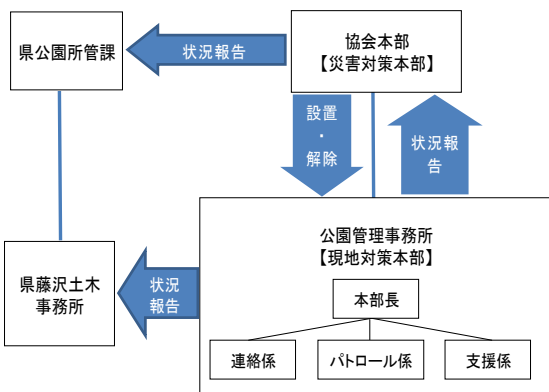 県公園所管課
状況報告
協会本部
【災害対策本部】
設置
・
解除
状況報
告
公園管理事務所
【現地対策本部】
県藤沢土木
事務所
状況
報告
本部長
連絡係
パトロール係
支援係